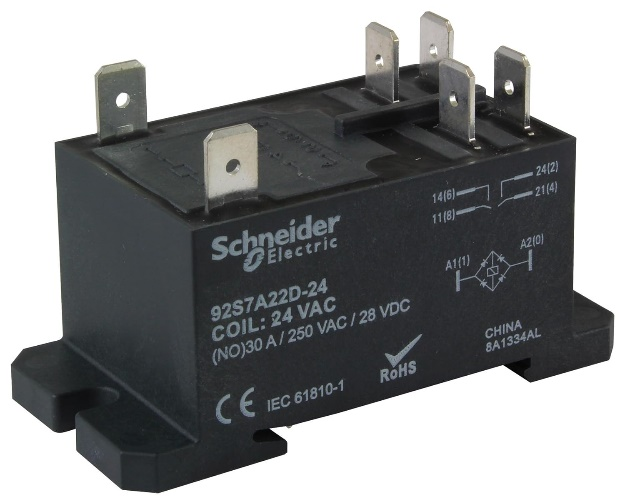 Schneider
Electric
92S7A22D-24
COIL: 24 VAC
(NO)30 A / 250 VAC / 28 VDC
CE IEC 61810-1
RoHS
14(6) 24(2)
11(8) 21(4)
A1(1) A2(0)
CHINA
8A1334AL